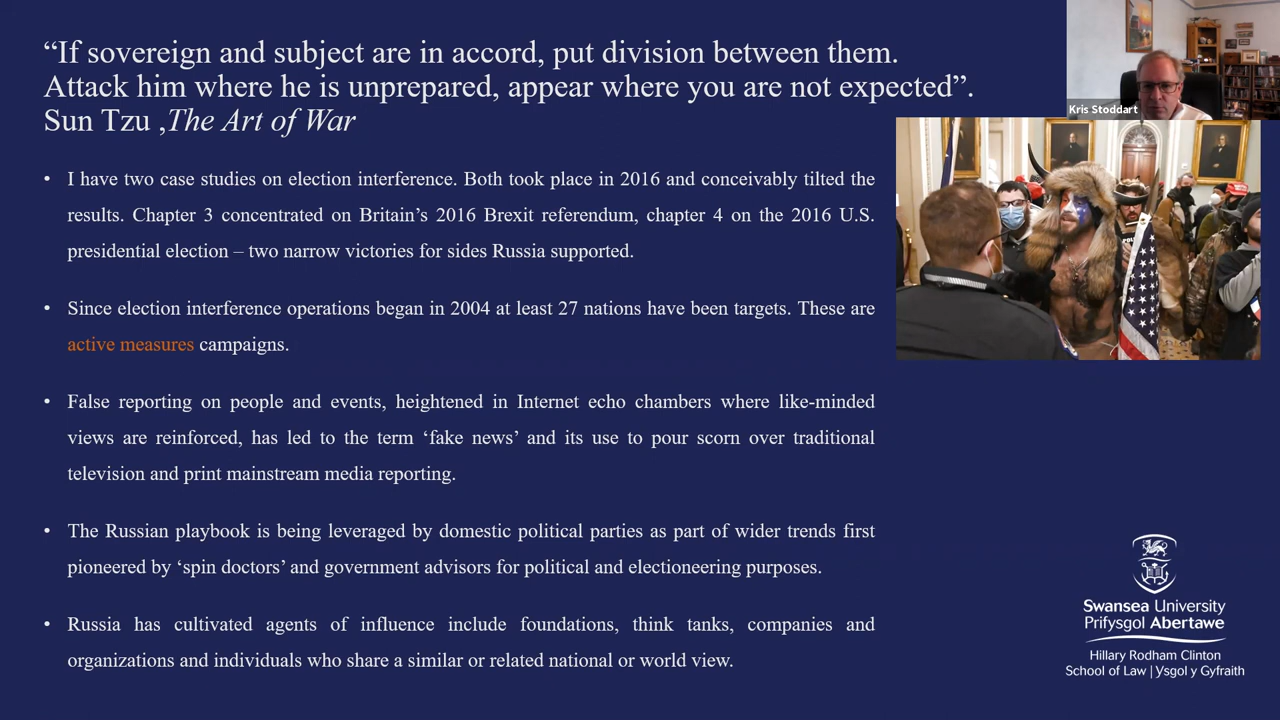 “If sovereign and subject are in accord, put division between them.
Attack him where he is unprepared, appear where you are not expected”.
Sun Tzu ,The Art of War
Kris Stoddart
• I have two case studies on election interference. Both took place in 2016 and conceivably tilted the
results. Chapter 3 concentrated on Britain’s 2016 Brexit referendum, chapter 4 on the 2016 U.S.
presidential election – two narrow victories for sides Russia supported.
• Since election interference operations began in 2004 at least 27 nations have been targets. These are
active measures campaigns.
• False reporting on people and events, heightened in Internet echo chambers where like-minded
views are reinforced, has led to the term ‘fake news’ and its use to pour scorn over traditional
television and print mainstream media reporting.
• The Russian playbook is being leveraged by domestic political parties as part of wider trends first
pioneered by ‘spin doctors’ and government advisors for political and electioneering purposes.
• Russia has cultivated agents of influence include foundations, think tanks, companies and
organizations and individuals who share a similar or related national or world view.
Swansea University
Prifysgol Abertawe
Hillary Rodham Clinton
School of Law | Ysgol y Gyfraith